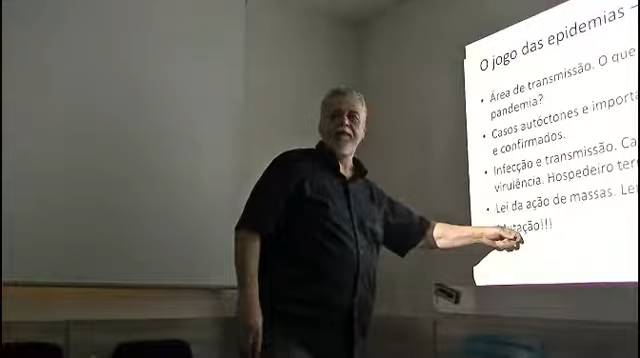 O jogo das epidemias –
• Área de transmissão. O que
pandemia?
• Casos autóctones e importa
e confirmados.
• Infecção e transmissão. Ca
virulência. Hospedeiro ter
• Lei da ação de massas. Le
Mutação!!!